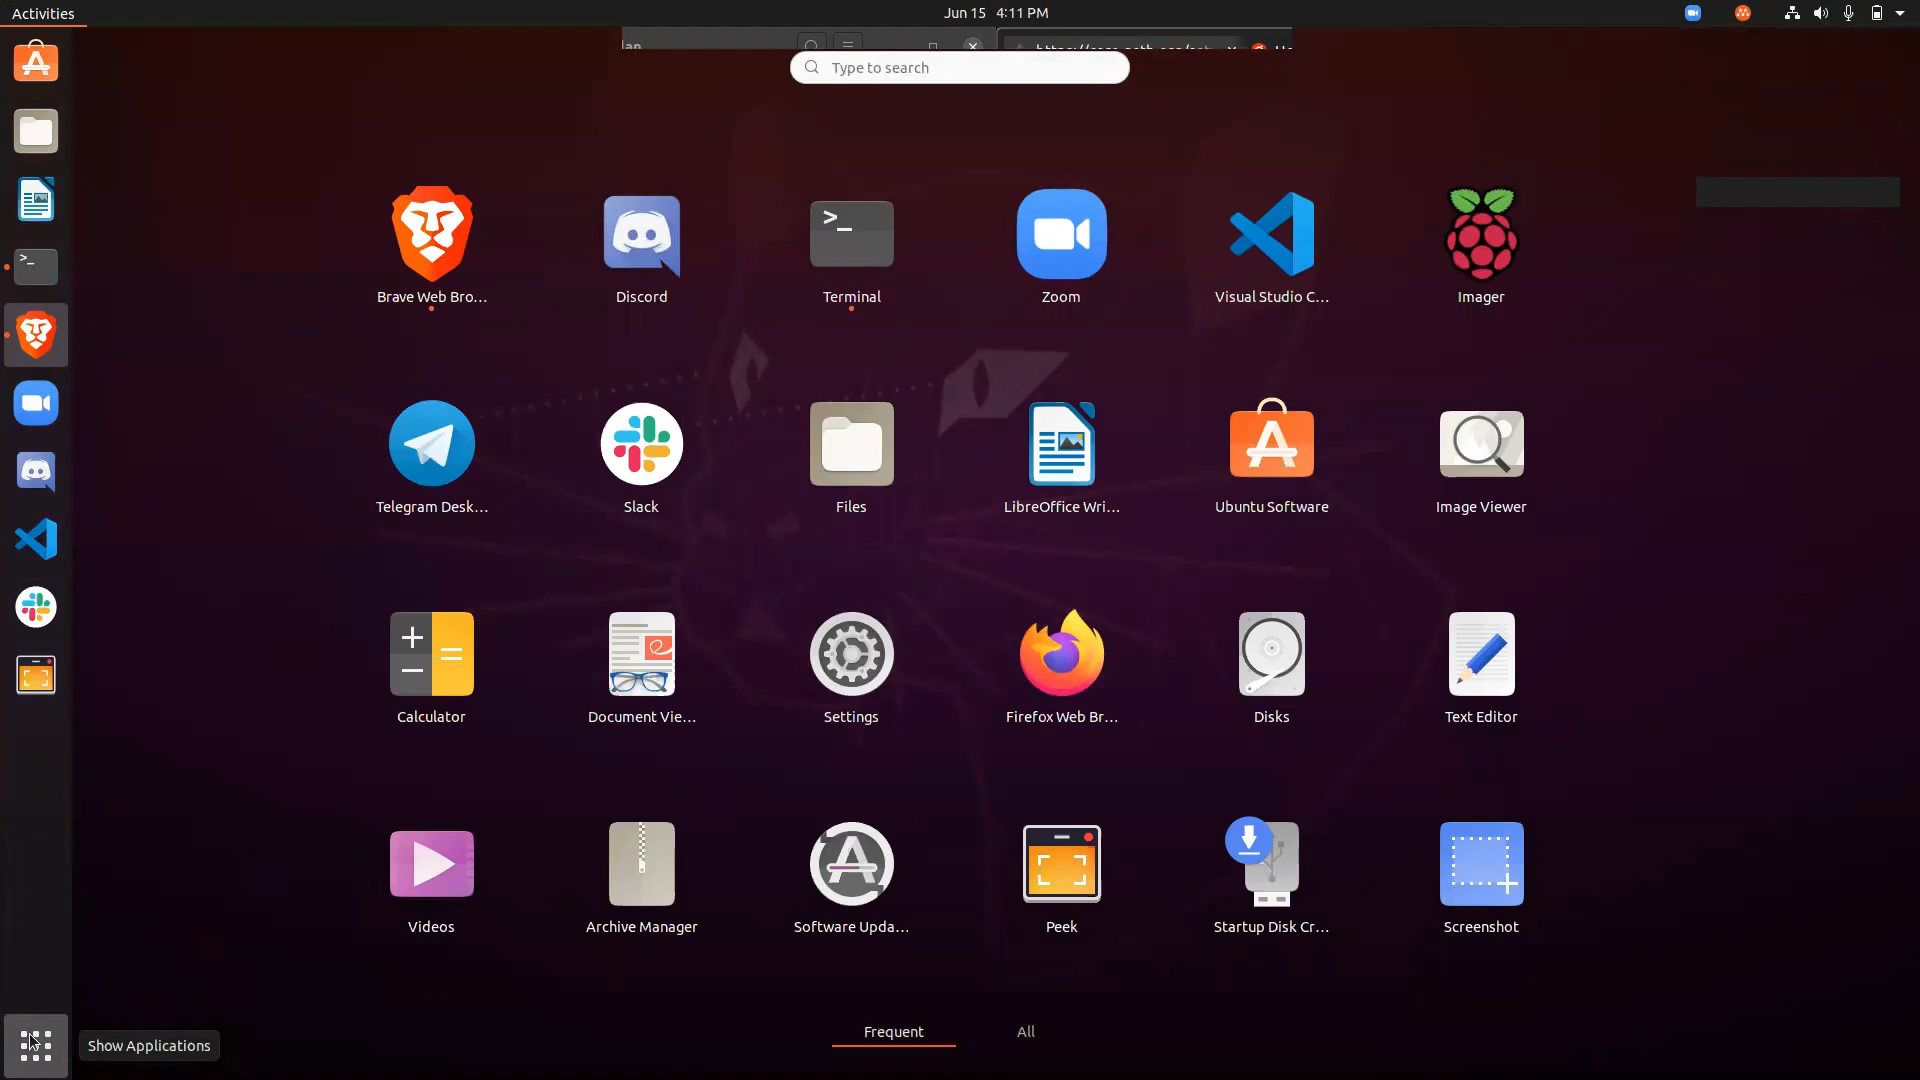 Activities
Jun 15 4:11 PM
Type to search
Brave Web Bro...
Discord
Terminal
Zoom
Visual Studio C...
Imager
Telegram Desk...
Slack
Files
LibreOffice Wri...
Ubuntu Software
Image Viewer
Calculator
Document Vie...
Settings
Firefox Web Br...
Disks
Text Editor
Videos
Archive Manager
Software Upda...
Peek
Startup Disk Cr...
Screenshot
Frequent
All
Show Applications